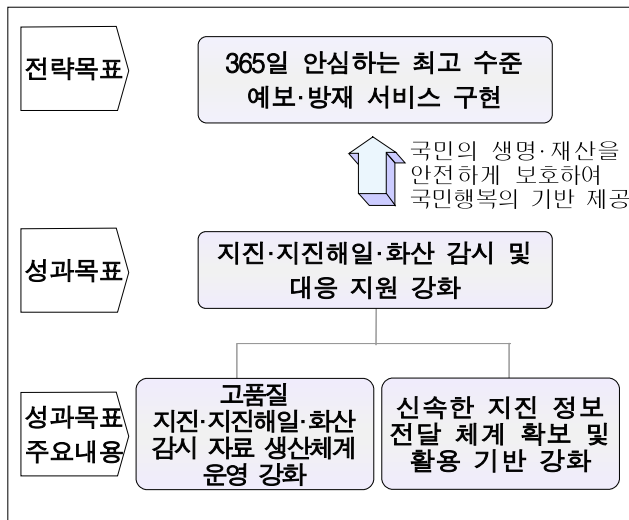 전략목표
365일 안심하는 최고 수준
예보·방재 서비스 구현
국민의 생명·재산을
안전하게 보호하여
국민행복의 기반 제공
성과목표
지진·지진해일·화산 감시 및
대응 지원 강화
성과목표
주요내용
고품질
지진·지진해일·화산
감시 자료 생산체계
운영 강화
신속한 지진 정보
전달 체계 확보 및
활용 기반 강화